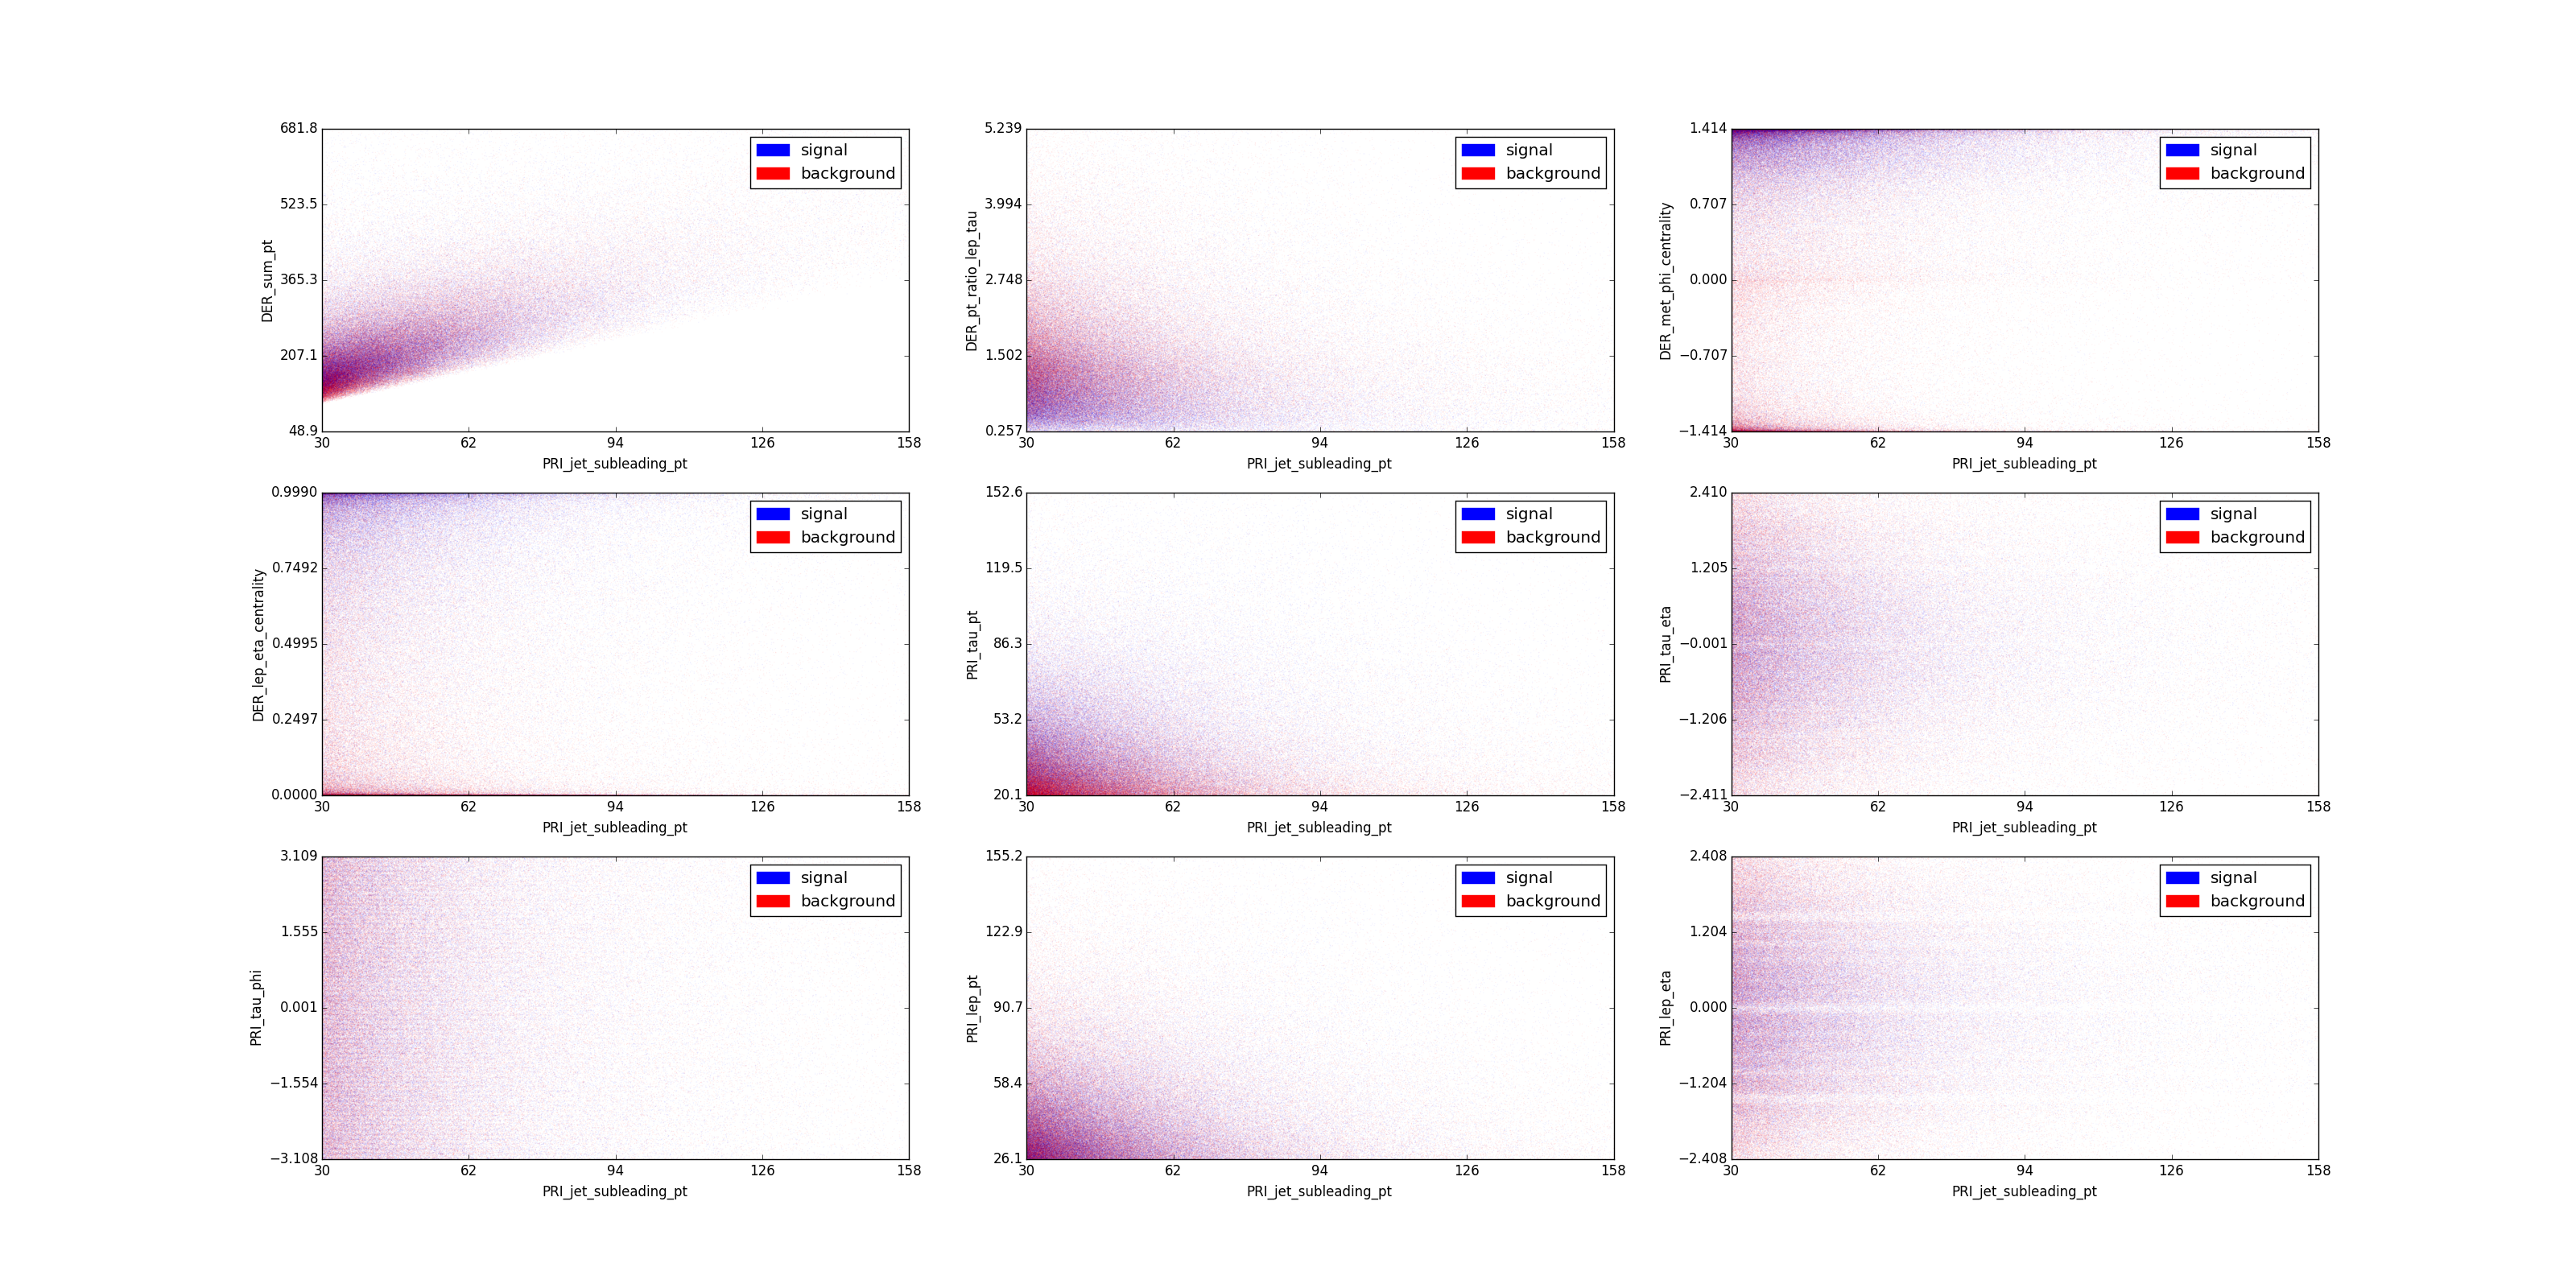 681.8
523.5
365.3
207.1
48.9
DER_sum_pt
30 62 94 126 158
PRI_jet_subleading_pt
signal
background
5.239
3.994
2.748
1.502
0.257
DER_pt_ratio_lep_tau
30 62 94 126 158
PRI_jet_subleading_pt
signal
background
1.414
0.707
0.000
−0.707
−1.414
DER_met_phi_centrality
30 62 94 126 158
PRI_jet_subleading_pt
signal
background
0.9990
0.7492
0.4995
0.2497
0.0000
DER_lep_eta_centrality
30 62 94 126 158
PRI_jet_subleading_pt
signal
background
152.6
119.5
86.3
53.2
20.1
PRI_tau_pt
30 62 94 126 158
PRI_jet_subleading_pt
signal
background
2.410
1.205
−0.001
−1.206
−2.411
PRI_tau_eta
30 62 94 126 158
PRI_jet_subleading_pt
signal
background
3.109
1.555
0.001
−1.554
−3.108
PRI_tau_phi
30 62 94 126 158
PRI_jet_subleading_pt
signal
background
155.2
122.9
90.7
58.4
26.1
PRI_lep_pt
30 62 94 126 158
PRI_jet_subleading_pt
signal
background
2.408
1.204
0.000
−1.204
−2.408
PRI_lep_eta
30 62 94 126 158
PRI_jet_subleading_pt
signal
background